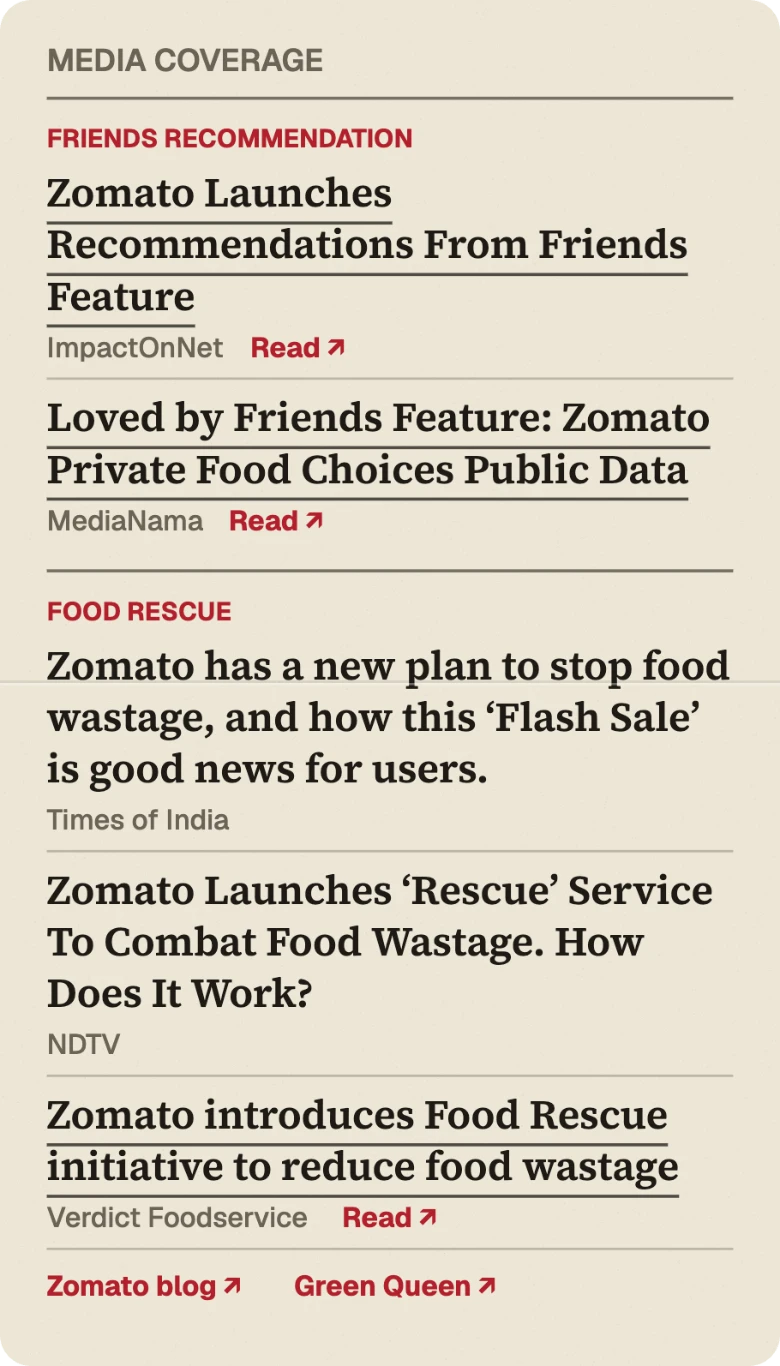 MEDIA COVERAGE
FRIENDS RECOMMENDATION
Zomato Launches
Recommendations From Friends
Feature
ImpactOnNet Read ↗
Loved by Friends Feature: Zomato
Private Food Choices Public Data
MediaNama Read ↗
FOOD RESCUE
Zomato has a new plan to stop food
wastage, and how this ‘Flash Sale’
is good news for users.
Times of India
Zomato Launches ‘Rescue’ Service
To Combat Food Wastage. How
Does It Work?
NDTV
Zomato introduces Food Rescue
initiative to reduce food wastage
Verdict Foodservice Read ↗
Zomato blog ↗ Green Queen ↗